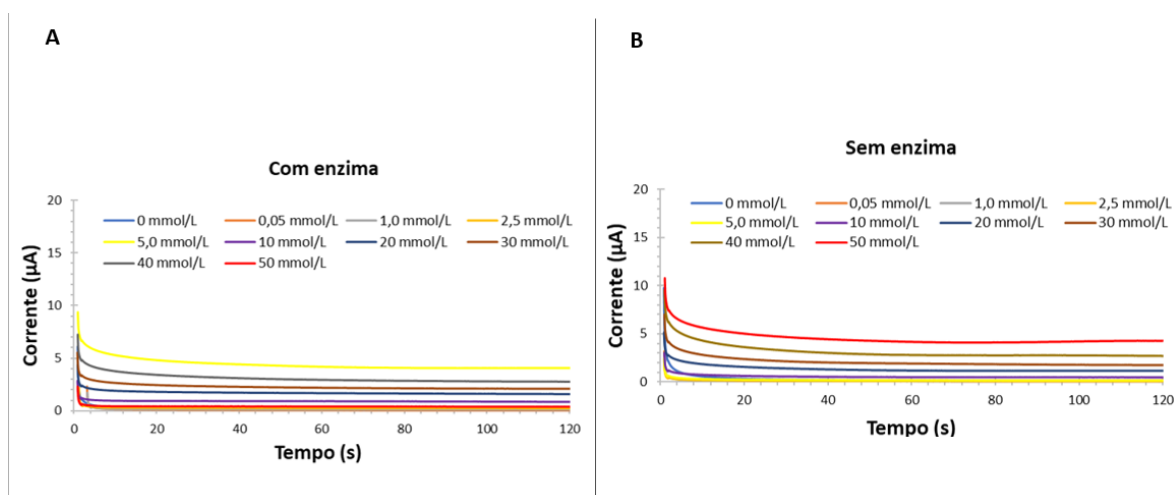 A
Com enzima
20
15
10
5
0
0 mmol/L 0,05 mmol/L 1,0 mmol/L 2,5 mmol/L
5,0 mmol/L 10 mmol/L 20 mmol/L 30 mmol/L
40 mmol/L 50 mmol/L
Corrente (µA)
0 20 40 60 80 100 120
Tempo (s)
B
Sem enzima
20
15
10
5
0
0 mmol/L 0,05 mmol/L 1,0 mmol/L 2,5 mmol/L
5,0 mmol/L 10 mmol/L 20 mmol/L 30 mmol/L
40 mmol/L 50 mmol/L
Corrente (µA)
0 20 40 60 80 100 120
Tempo (s)